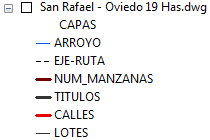 San Rafael - Oviedo 19 Has.dwg
CAPAS
ARROYO
EJE-RUTA
NUM_MANZANAS
TITULOS
CALLES
LOTES